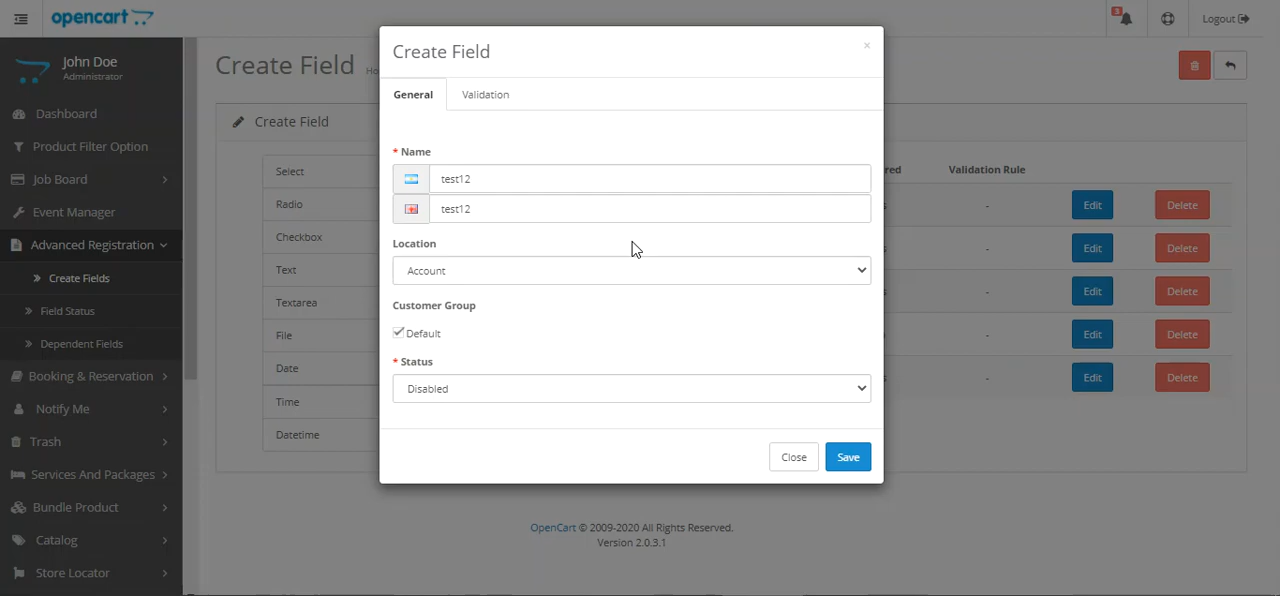 opencart
3
Logout
John Doe
Administrator
Dashboard
Product Filter Option
Job Board
Event Manager
Advanced Registration
Create Fields
Field Status
Dependent Fields
Booking & Reservation
Notify Me
Trash
Services And Packages
Bundle Product
Catalog
Store Locator
Create Field
Create Field
Select
Radio
Checkbox
Text
Textarea
File
Date
Time
Datetime
Create Field
×
General Validation
* Name
test12
test12
Location
Account
Customer Group
Default
* Status
Disabled
Close Save
Validation Rule
- Edit Delete
- Edit Delete
- Edit Delete
- Edit Delete
- Edit Delete
OpenCart © 2009-2020 All Rights Reserved.
Version 2.0.3.1